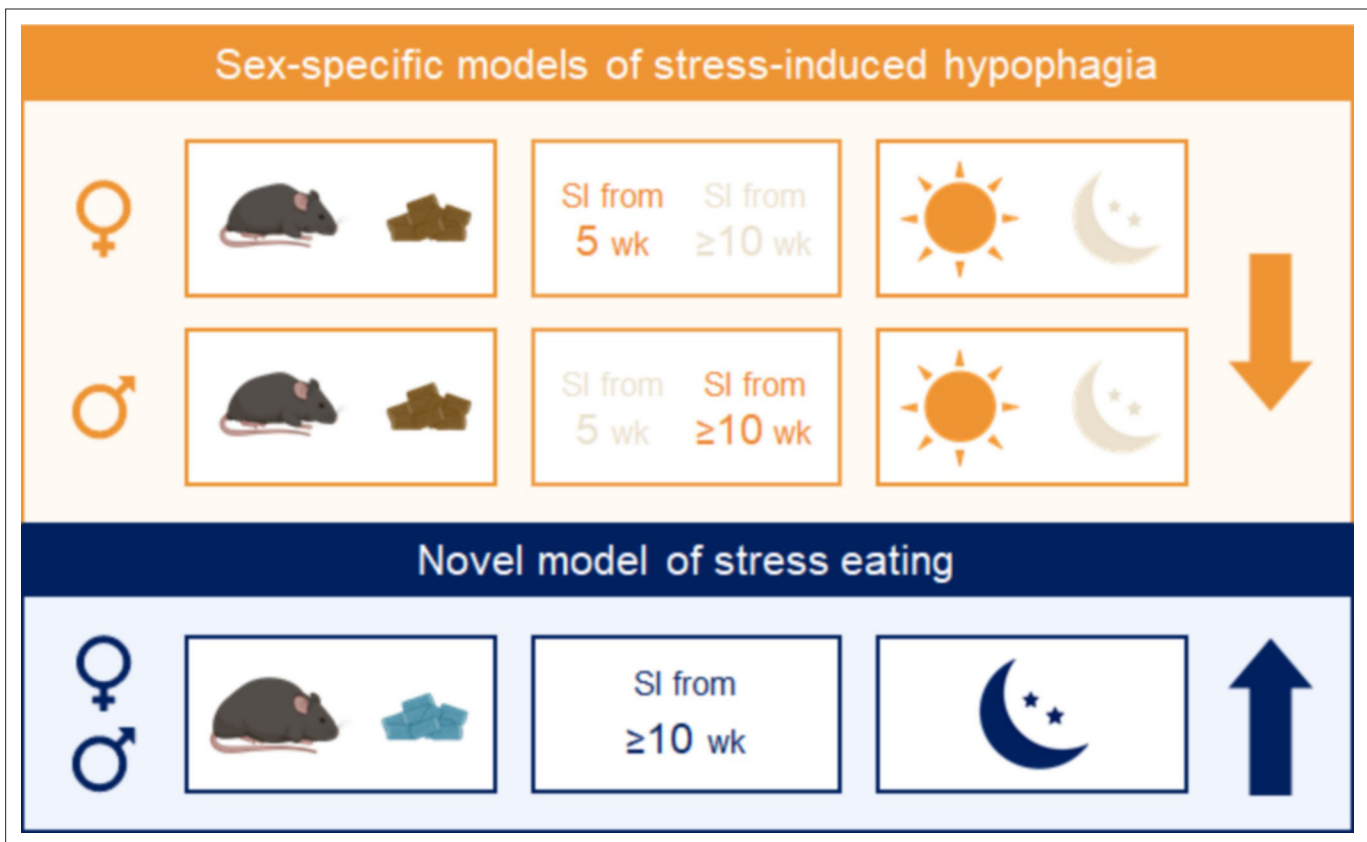 Sex-specific models of stress-induced hypophagia
SI from
5 wk
SI from
≥10 wk
SI from
5 wk
SI from
≥10 wk
Novel model of stress eating
SI from
≥10 wk